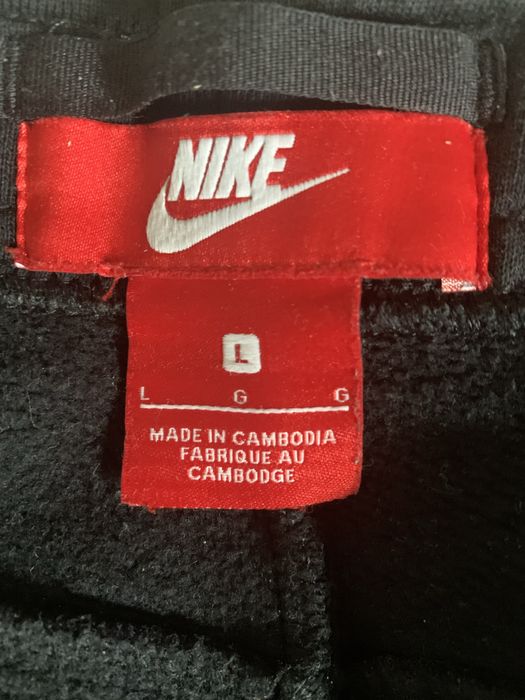 NIKE
L
L G G
MADE IN CAMBODIA
FABRIQUE AU
CAMBODGE